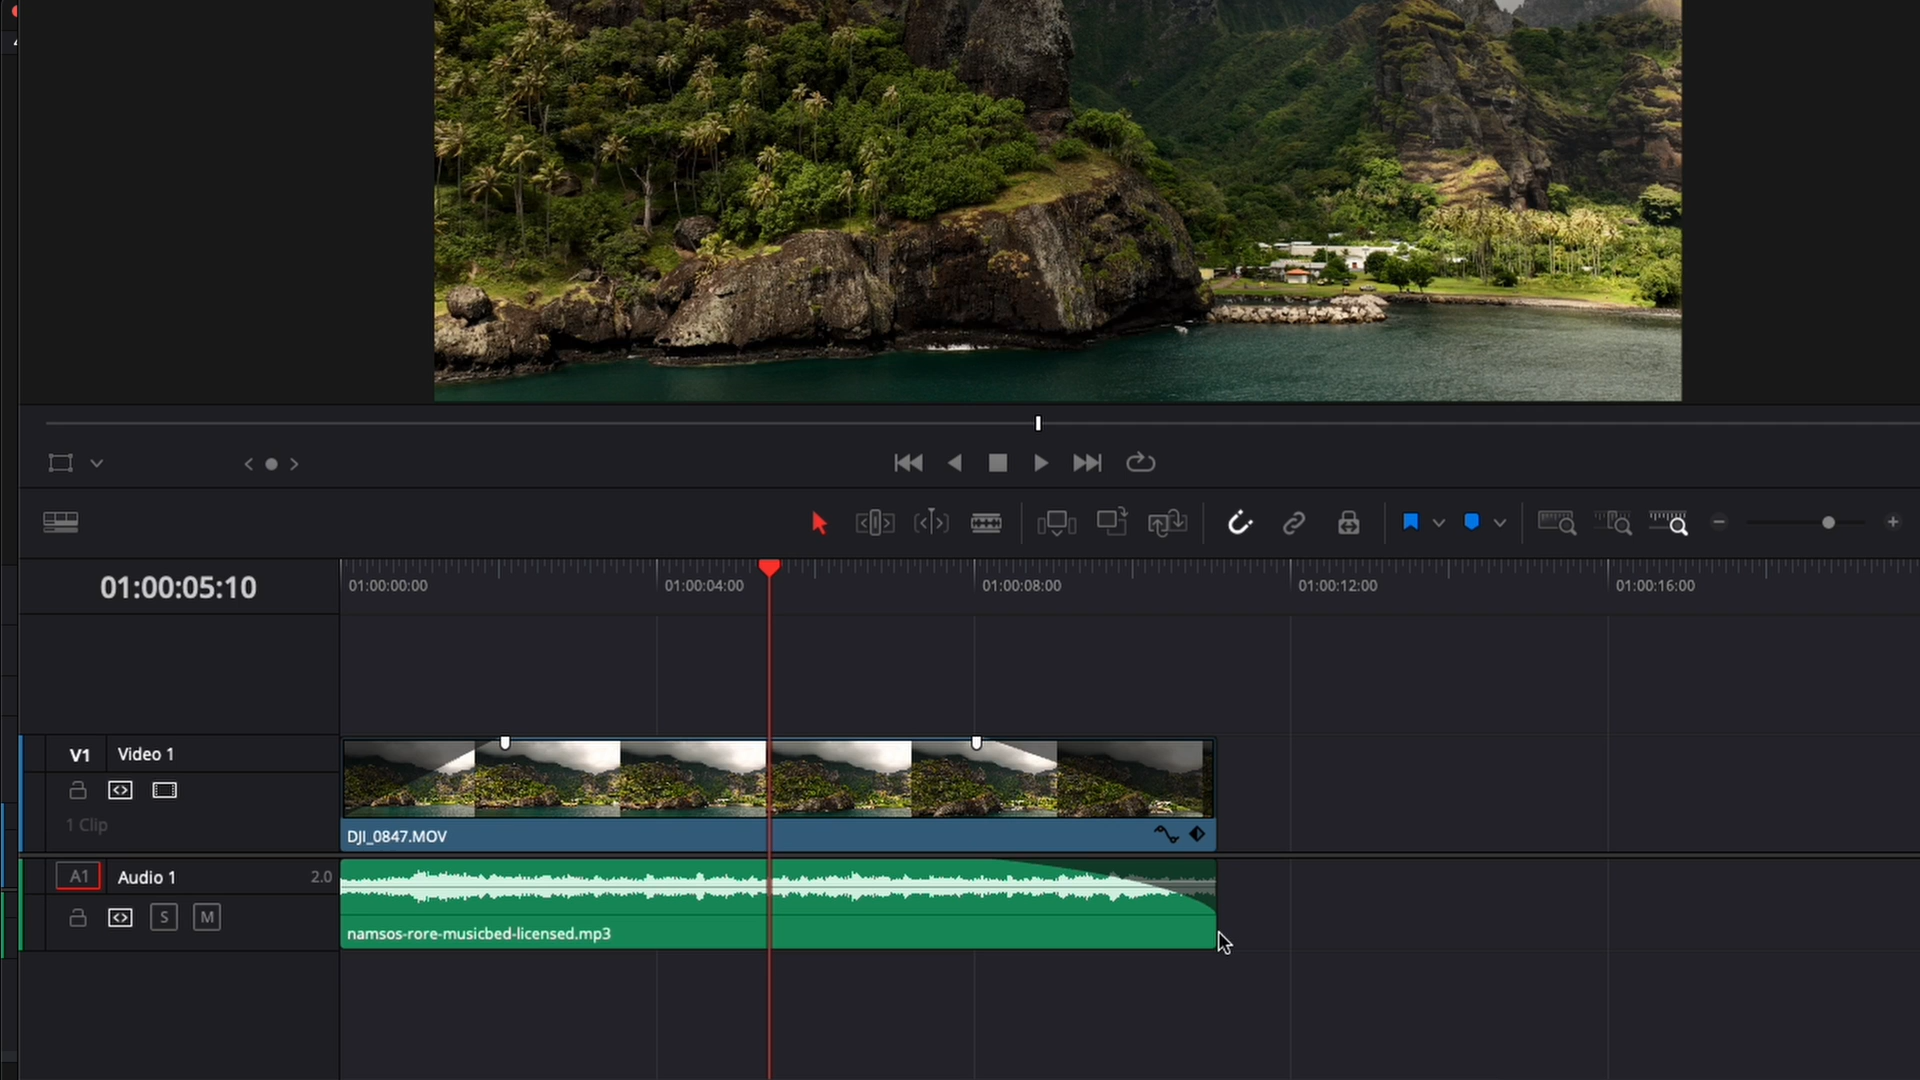 01:00:05:10
01:00:00:00
01:00:04:00
01:00:08:00
01:00:12:00
01:00:16:00
V1 Video 1
1 Clip
DJI_0847.MOV
A1 Audio 1 2.0
S M
namsos-rore-musicbed-licensed.mp3